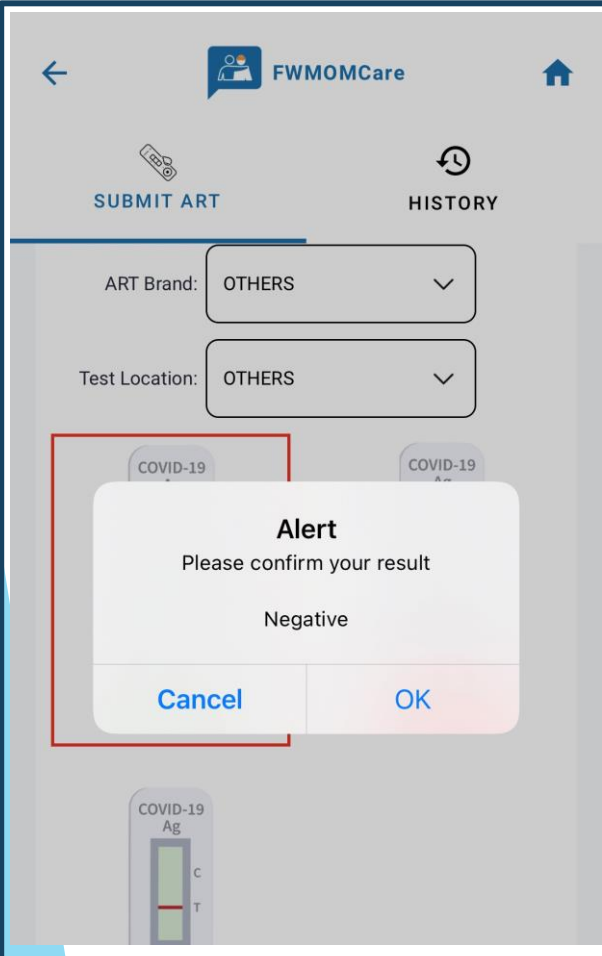 FWMOMCare
SUBMIT ART
HISTORY
ART Brand:
OTHERS
Test Location:
OTHERS
COVID-19
COVID-19
Ag
Alert
Please confirm your result
Negative
Cancel
OK
COVID-19
Ag
C
T